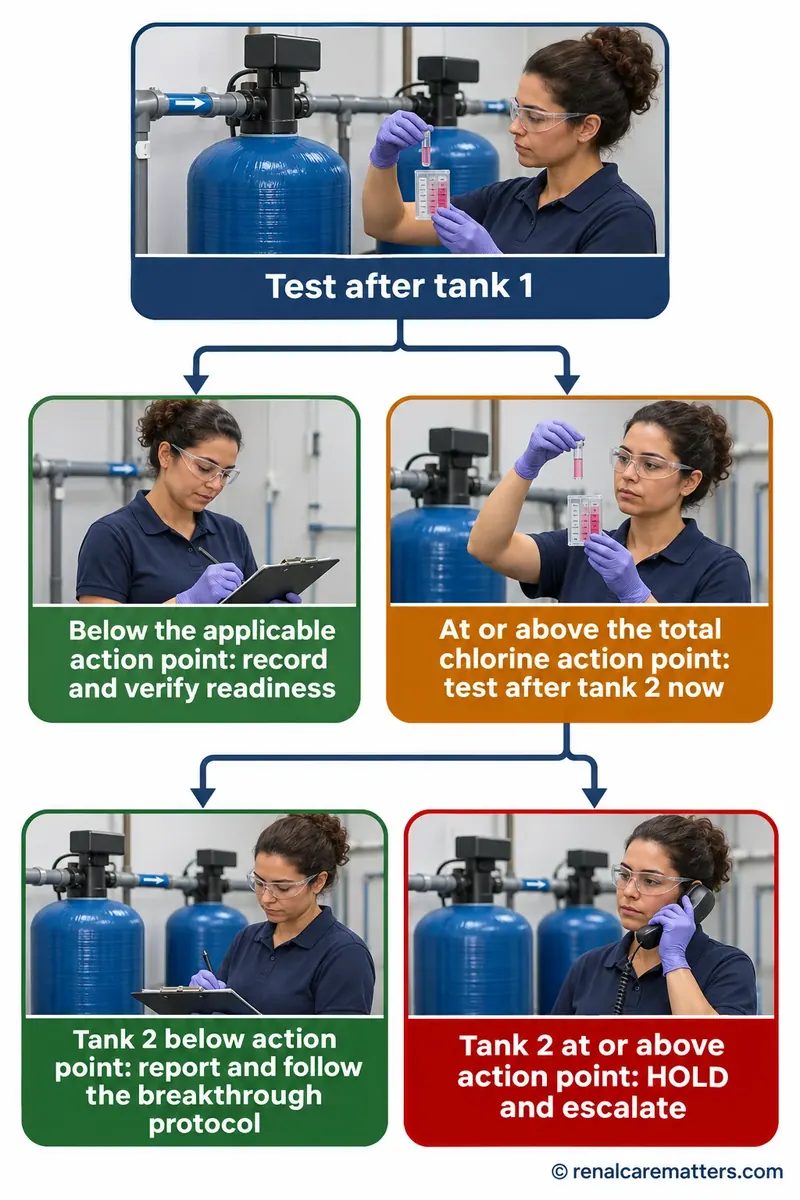 Test after tank 1
Below the applicable
action point: record
and verify readiness
At or above the total
chlorine action point:
test after tank 2 now
Tank 2 below action
point: report and follow
the breakthrough
protocol
Tank 2 at or above
action point: HOLD
and escalate
© renalcarematters.com